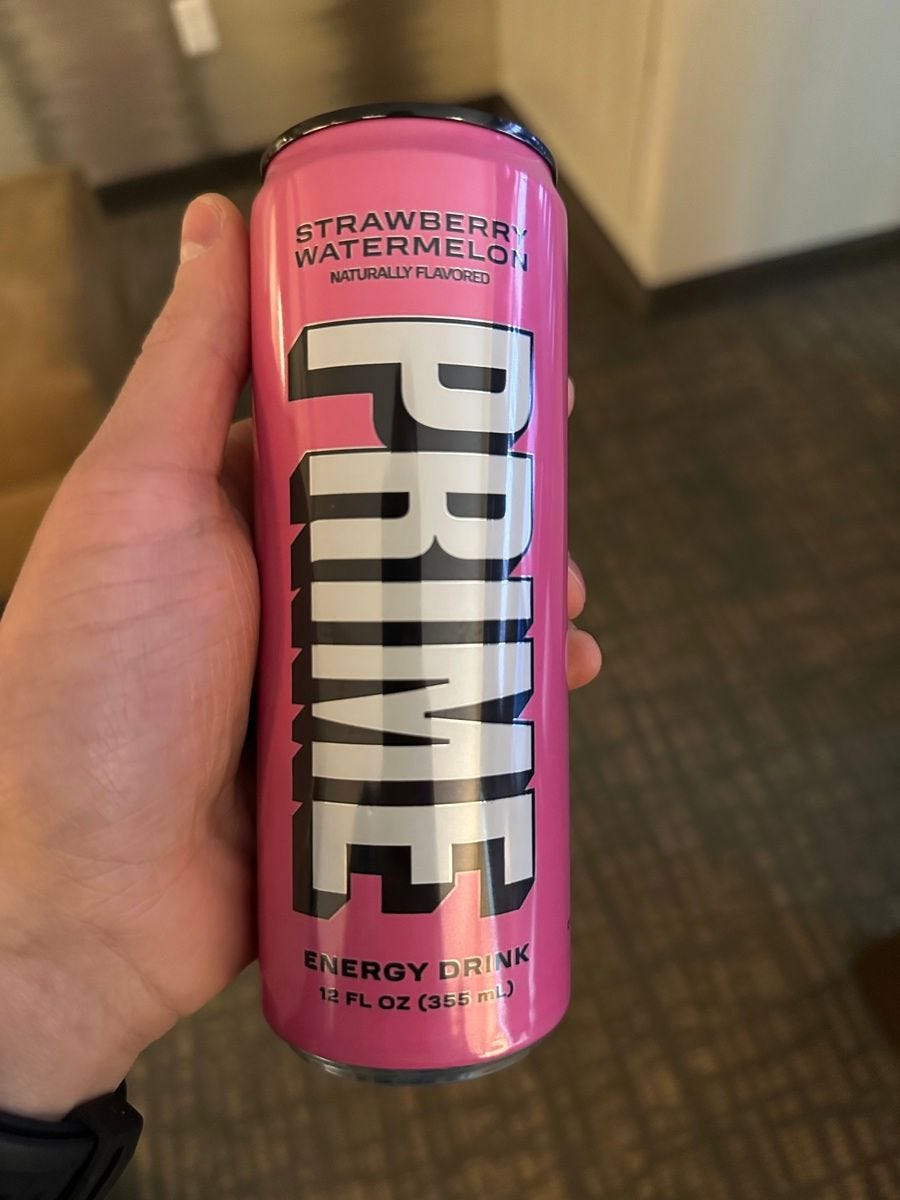 STRAWBERRY
WATERMELON
NATURALLY FLAVORED
PRIME
ENERGY DRINK
12 FL OZ (355 mL)